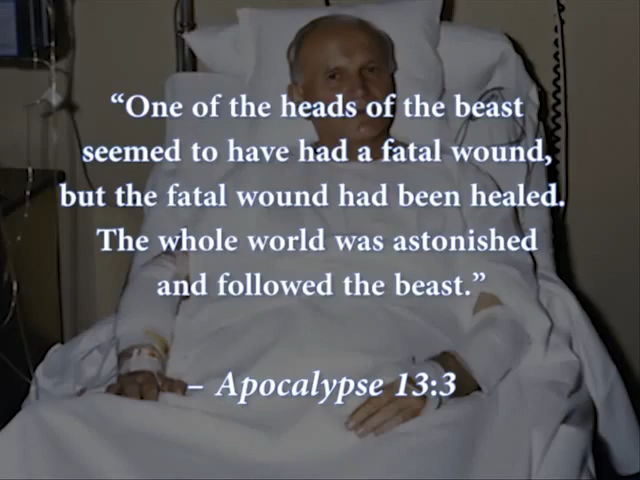 “One of the heads of the beast
seemed to have had a fatal wound,
but the fatal wound had been healed.
The whole world was astonished
and followed the beast.”
– Apocalypse 13:3